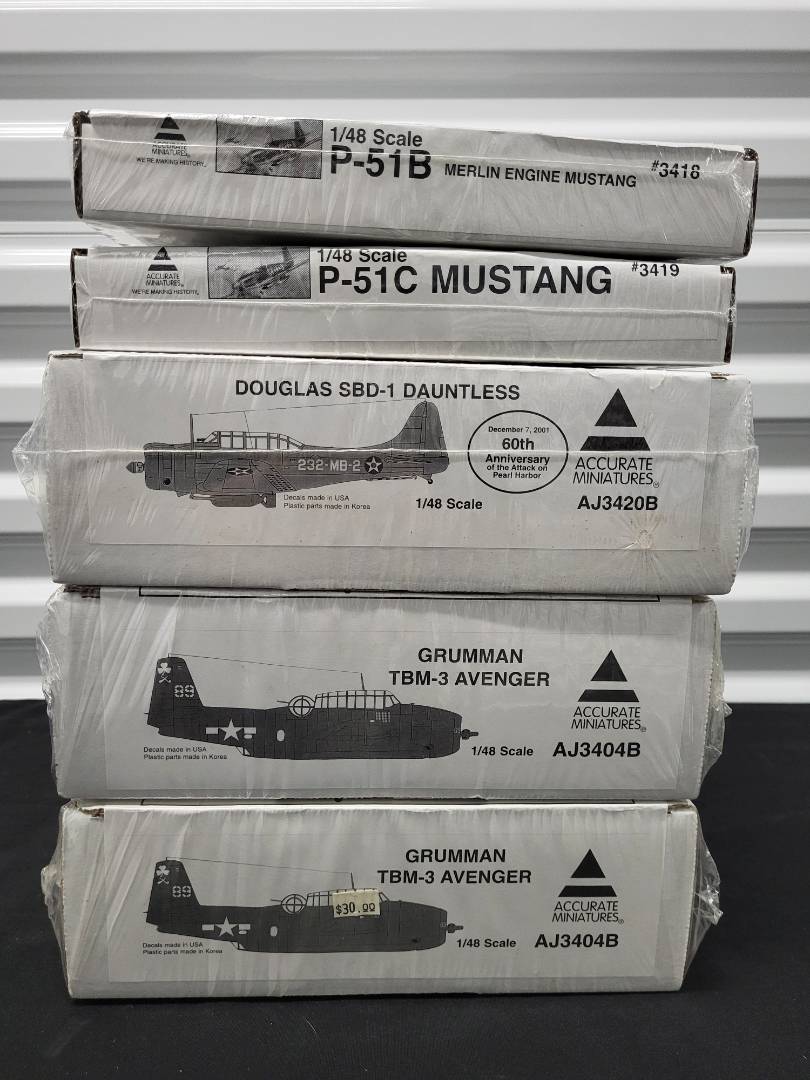 ACCURATE
MINIATURES®
WE'RE MAKING HISTORY.
1/48 Scale
P-51B MERLIN ENGINE MUSTANG
#3418
ACCURATE
MINIATURES®
WE'RE MAKING HISTORY.
1/48 Scale
P-51C MUSTANG
#3419
DOUGLAS SBD-1 DAUNTLESS
232-MB-2
Decals made in USA
Plastic parts made in Korea
1/48 Scale
December 7, 2001
60th
Anniversary
of the Attack on
Pearl Harbor
ACCURATE
MINIATURES®
AJ3420B
GRUMMAN
TBM-3 AVENGER
89
Decals made in USA
Plastic parts made in Korea
1/48 Scale
ACCURATE
MINIATURES®
AJ3404B
GRUMMAN
TBM-3 AVENGER
89
$30.00
Decals made in USA
Plastic parts made in Korea
1/48 Scale
ACCURATE
MINIATURES®
AJ3404B